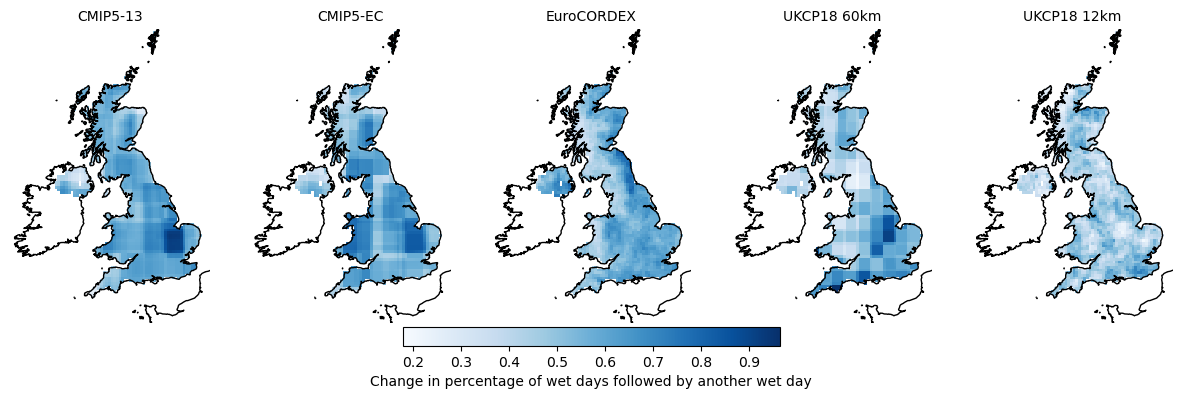 CMIP5-13
CMIP5-EC
EuroCORDEX
UKCP18 60km
UKCP18 12km
0.2 0.3 0.4 0.5 0.6 0.7 0.8 0.9
Change in percentage of wet days followed by another wet day